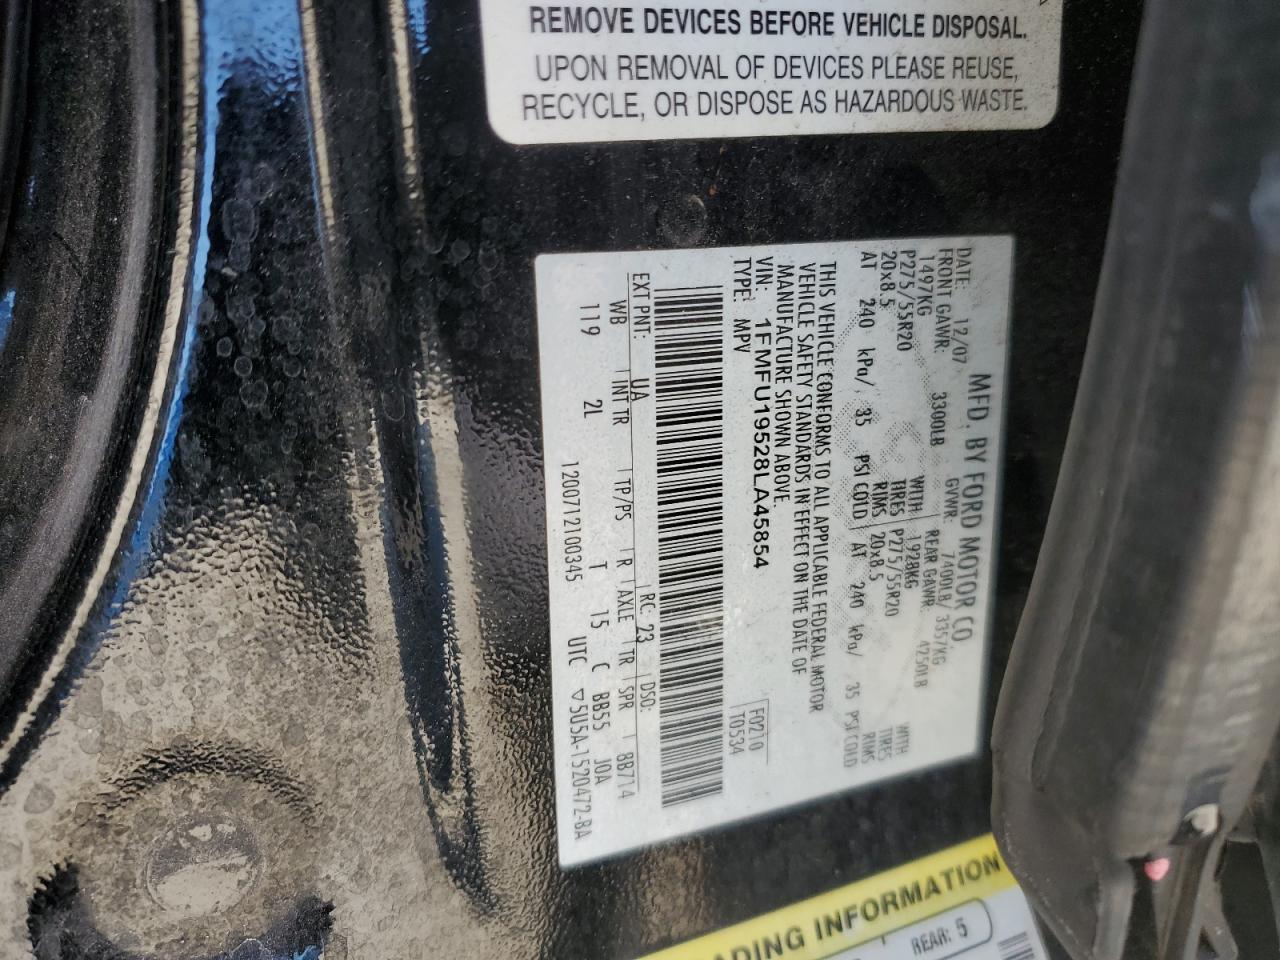 REMOVE DEVICES BEFORE VEHICLE DISPOSAL.
UPON REMOVAL OF DEVICES PLEASE REUSE,
RECYCLE, OR DISPOSE AS HAZARDOUS WASTE.
MFD. BY FORD MOTOR CO.
DATE: 12/07 GVWR: 7400LB/ 3357KG
FRONT GAWR: 3300LB REAR GAWR: 4250LB
1497KG WITH 1928KG WITH
P275/55R20 TIRES P275/55R20 TIRES
20x8.5 RIMS 20x8.5 RIMS
AT 240 kPa/ 35 PSI COLD AT 240 kPa/ 35 PSI COLD
THIS VEHICLE CONFORMS TO ALL APPLICABLE FEDERAL MOTOR
VEHICLE SAFETY STANDARDS IN EFFECT ON THE DATE OF
MANUFACTURE SHOWN ABOVE.
VIN: 1FMFU19528LA45854 F0210
TYPE: MPV T0534
EXT PNT: UA RC: 23 DSO: 8B714
WB INT TR TP/PS R AXLE TR SPR
119 2L T 15 C BB55 J0A
1200712100345 UTC ▽5U5A-1520472-BA
ADING INFORMATION
REAR: 5